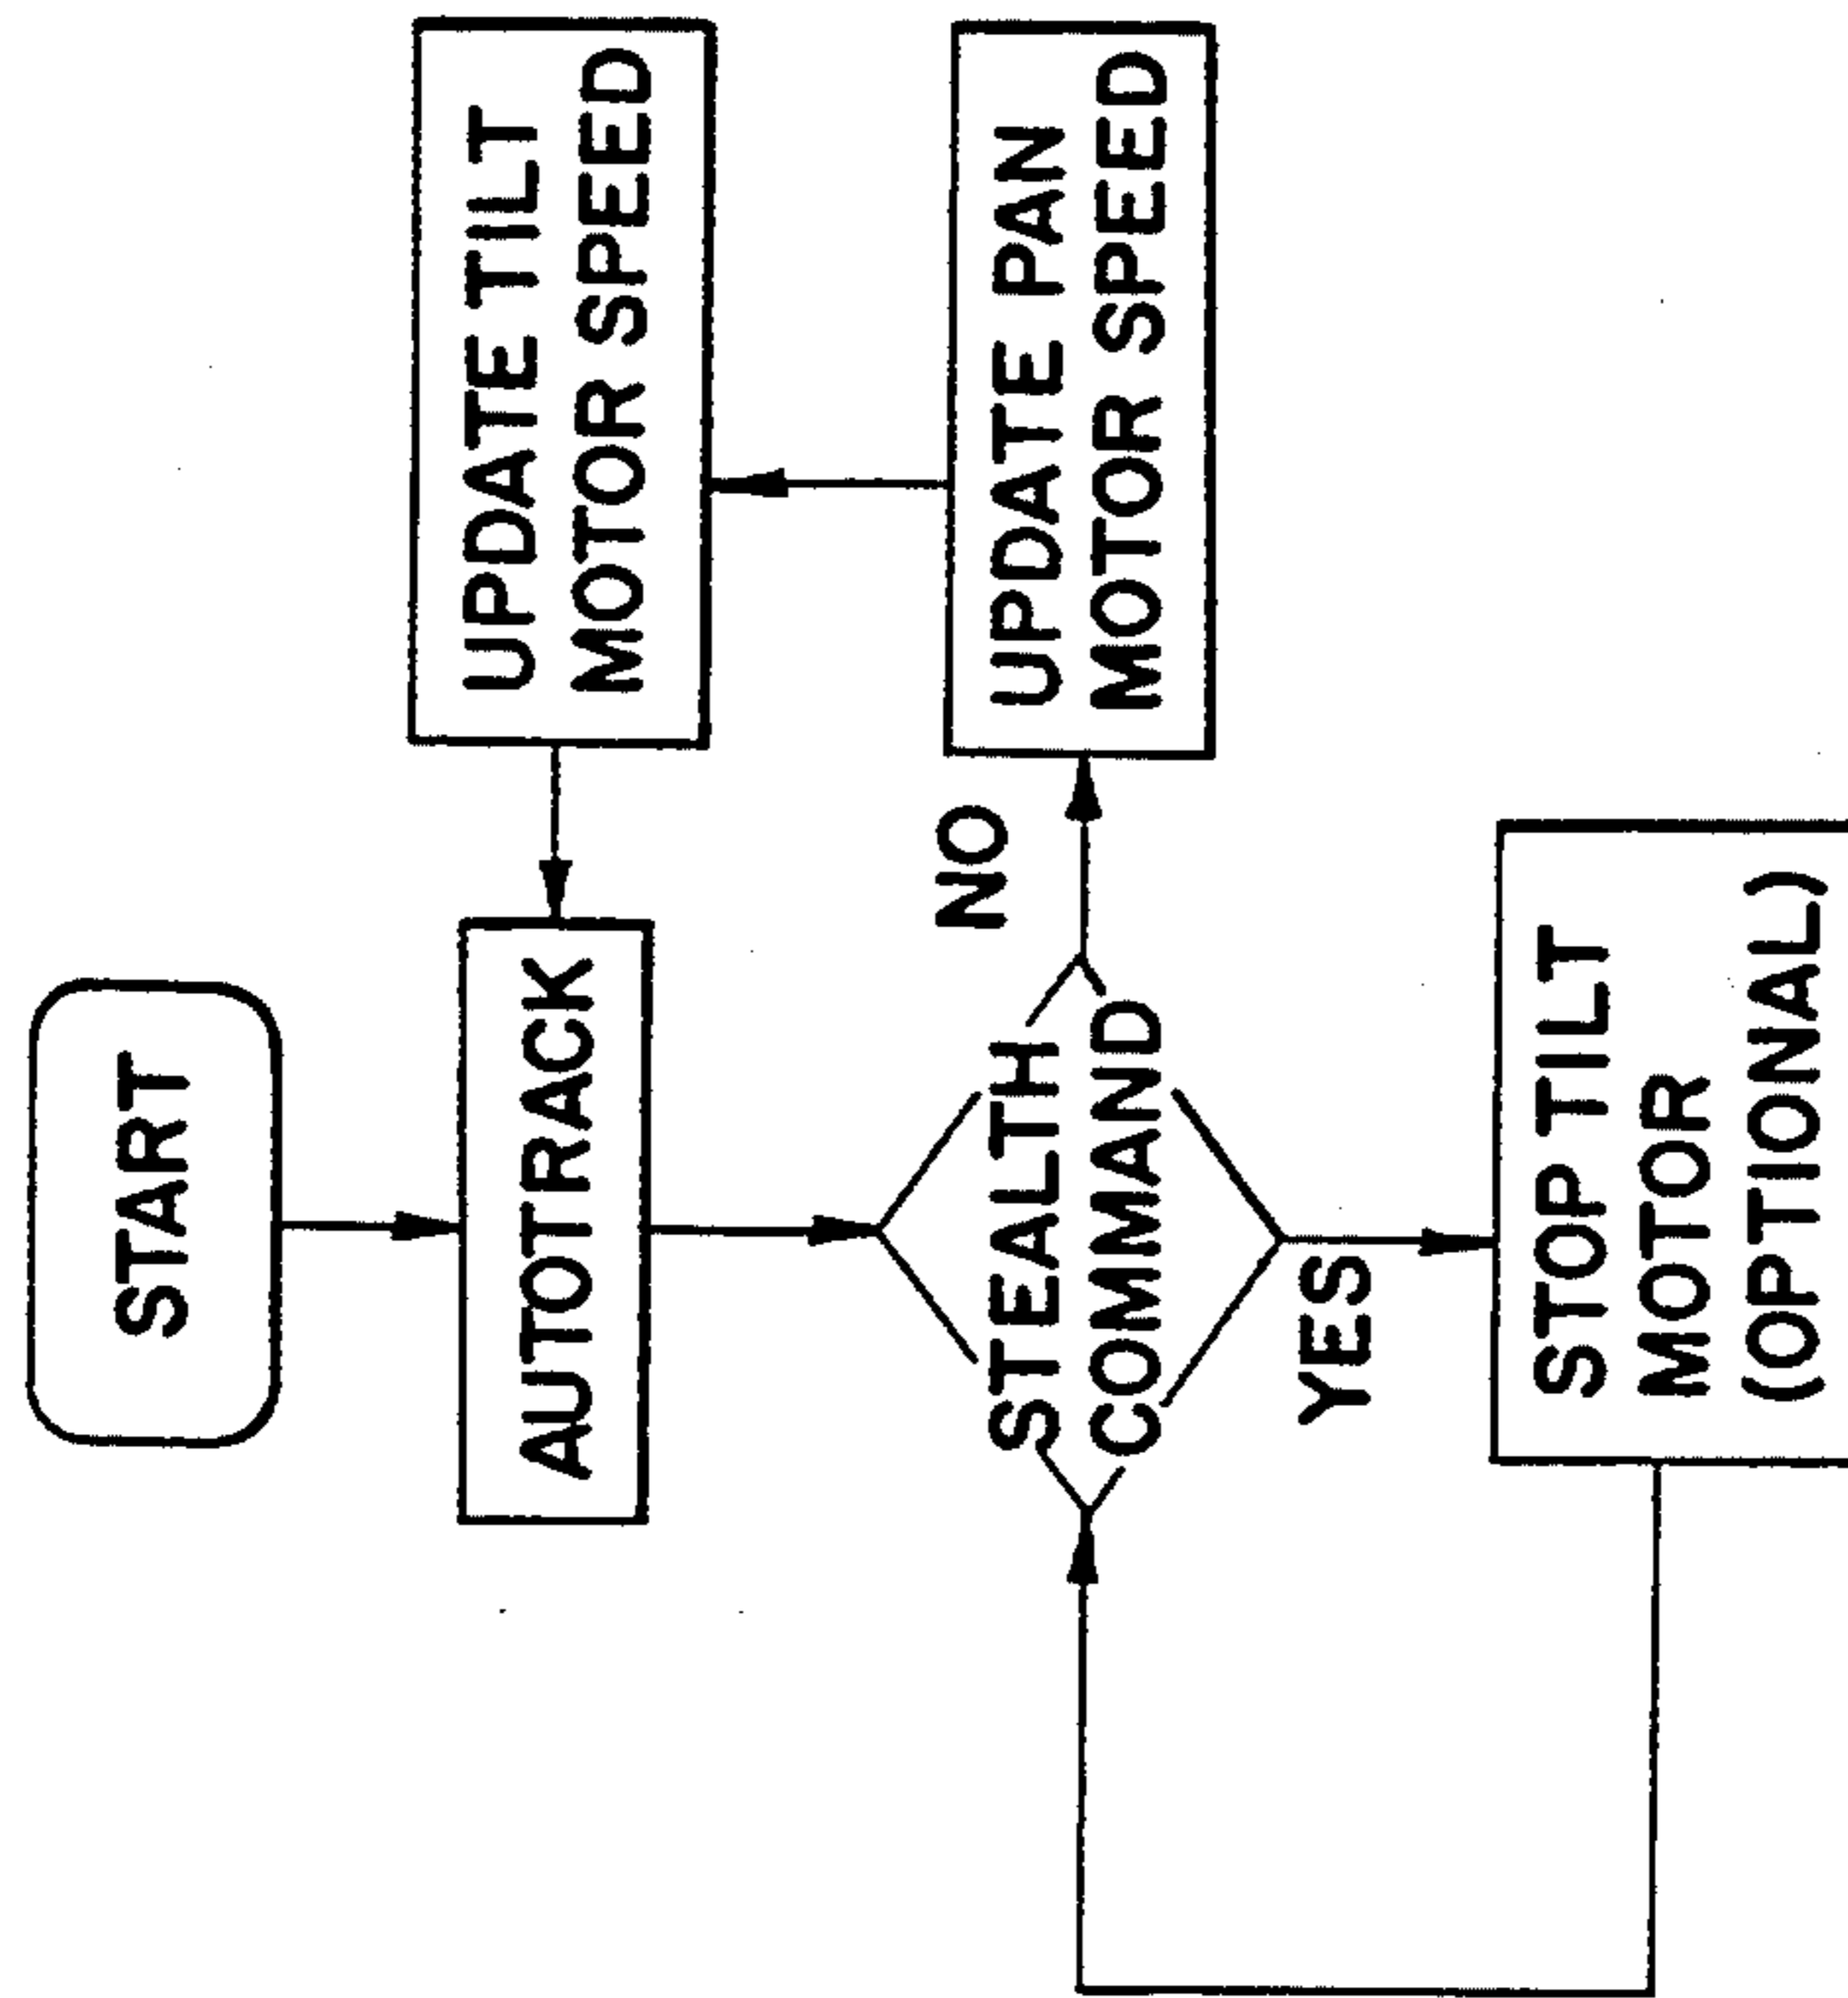 START
AUTOTRACK
STEALTH
COMMAND
NO
YES
UPDATE PAN
MOTOR SPEED
UPDATE TILT
MOTOR SPEED
STOP TILT
MOTOR
(OPTIONAL)